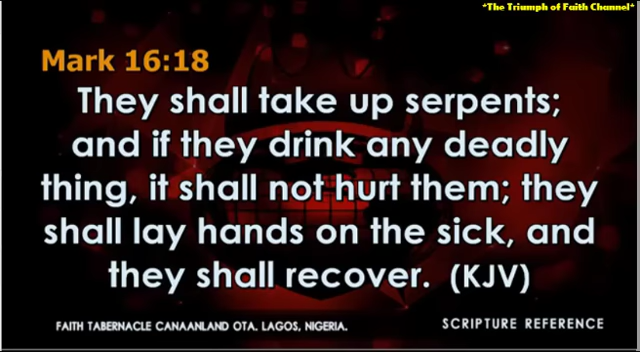 *The Triumph of Faith Channel*
Mark 16:18
They shall take up serpents;
and if they drink any deadly
thing, it shall not hurt them; they
shall lay hands on the sick, and
they shall recover. (KJV)
FAITH TABERNACLE CANAANLAND OTA. LAGOS, NIGERIA.
SCRIPTURE REFERENCE